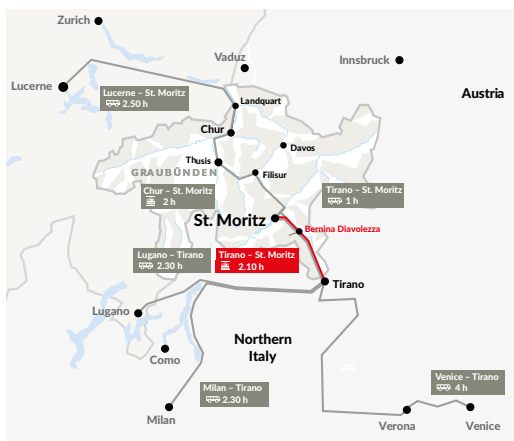 Zurich
Vaduz
Innsbruck
Lucerne
Lucerne – St. Moritz
2.50 h
Landquart
Austria
Chur
Davos
Thusis
GRAUBÜNDEN
Filisur
Chur – St. Moritz
2 h
Tirano – St. Moritz
1 h
St. Moritz
Bernina Diavolezza
Lugano – Tirano
2.30 h
Tirano – St. Moritz
2.10 h
Tirano
Lugano
Northern
Italy
Como
Milan – Tirano
2.30 h
Venice – Tirano
4 h
Milan
Verona
Venice